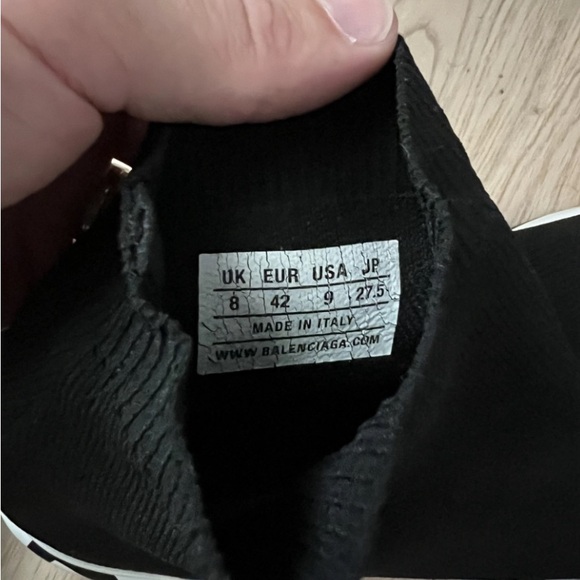 UK EUR USA JP
8 42 9 27.5
MADE IN ITALY
WWW.BALENCIAGA.COM